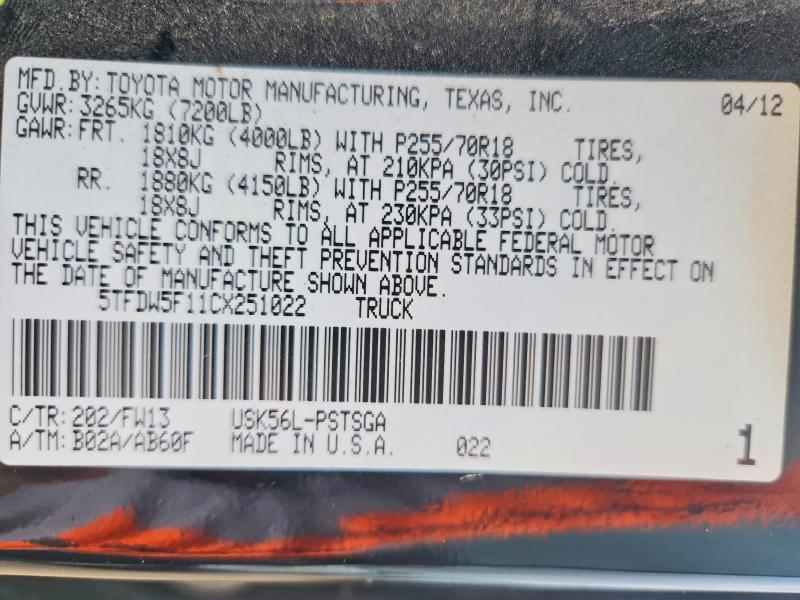 MFD.BY: TOYOTA MOTOR MANUFACTURING, TEXAS, INC. 04/12
GVWR: 3265KG (7200LB)
GAWR: FRT. 1810KG (4000LB) WITH P255/70R18 TIRES,
18X8J RIMS, AT 210KPA (30PSI) COLD.
RR. 1880KG (4150LB) WITH P255/70R18 TIRES,
18X8J RIMS, AT 230KPA (33PSI) COLD.
THIS VEHICLE CONFORMS TO ALL APPLICABLE FEDERAL MOTOR
VEHICLE SAFETY AND THEFT PREVENTION STANDARDS IN EFFECT ON
THE DATE OF MANUFACTURE SHOWN ABOVE.
5TFDW5F11CX251022 TRUCK
C/TR: 202/FW13 USK56L-PSTSGA
A/TM: B02A/AB60F MADE IN U.S.A. 022 1